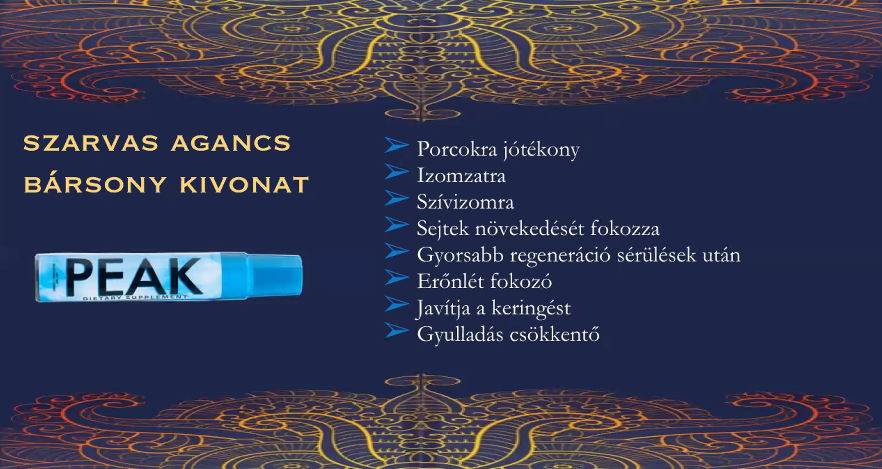 SZARVAS AGANCS
BÁRSONY KIVONAT
PEAK
DIETARY SUPPLEMENT
Porcokra jótékony
Izomzatra
Szívizomra
Sejtek növekedését fokozza
Gyorsabb regeneráció sérülések után
Erőnlét fokozó
Javítja a keringést
Gyulladás csökkentő